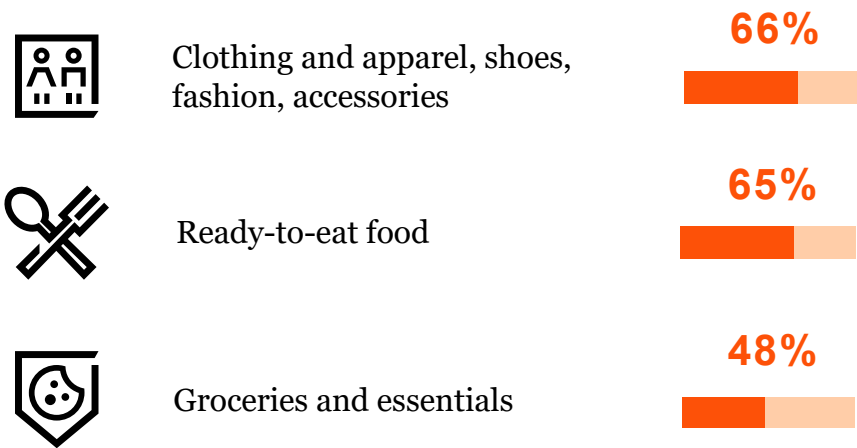 66%
Clothing and apparel, shoes,
fashion, accessories
65%
Ready-to-eat food
48%
Groceries and essentials